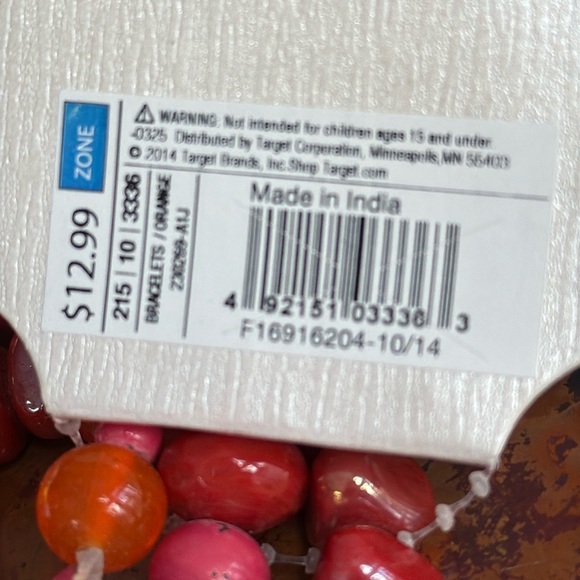 ⚠ WARNING: Not intended for children ages 15 and under.
-0325 Distributed by Target Corporation, Minneapolis, MN 55403
© 2014 Target Brands, Inc. Shop Target.com
ZONE
$12.99
215 | 10 | 3336
BRACELETS / ORANGE
Made in India
4 92151 03336 3
F16916204-10/14